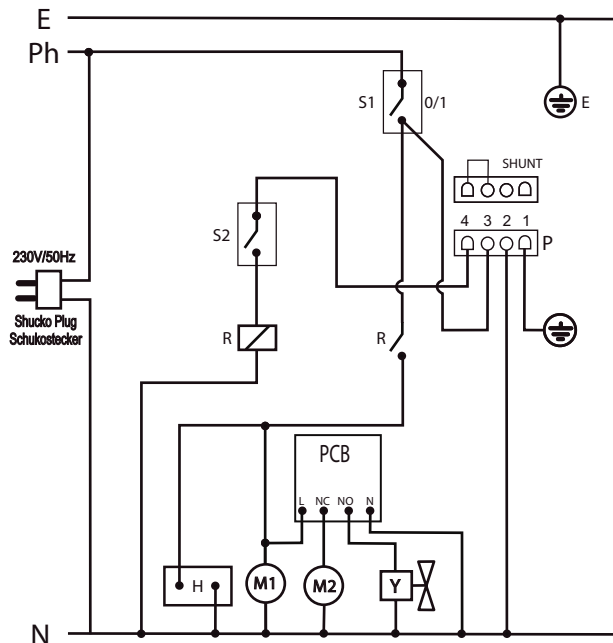 E
Ph
S1 0/1
E
SHUNT
4 3 2 1
P
S2
230V/50Hz
Shucko Plug
Schukostecker
R
R
PCB
L NC NO N
H
M1
M2
Y
N